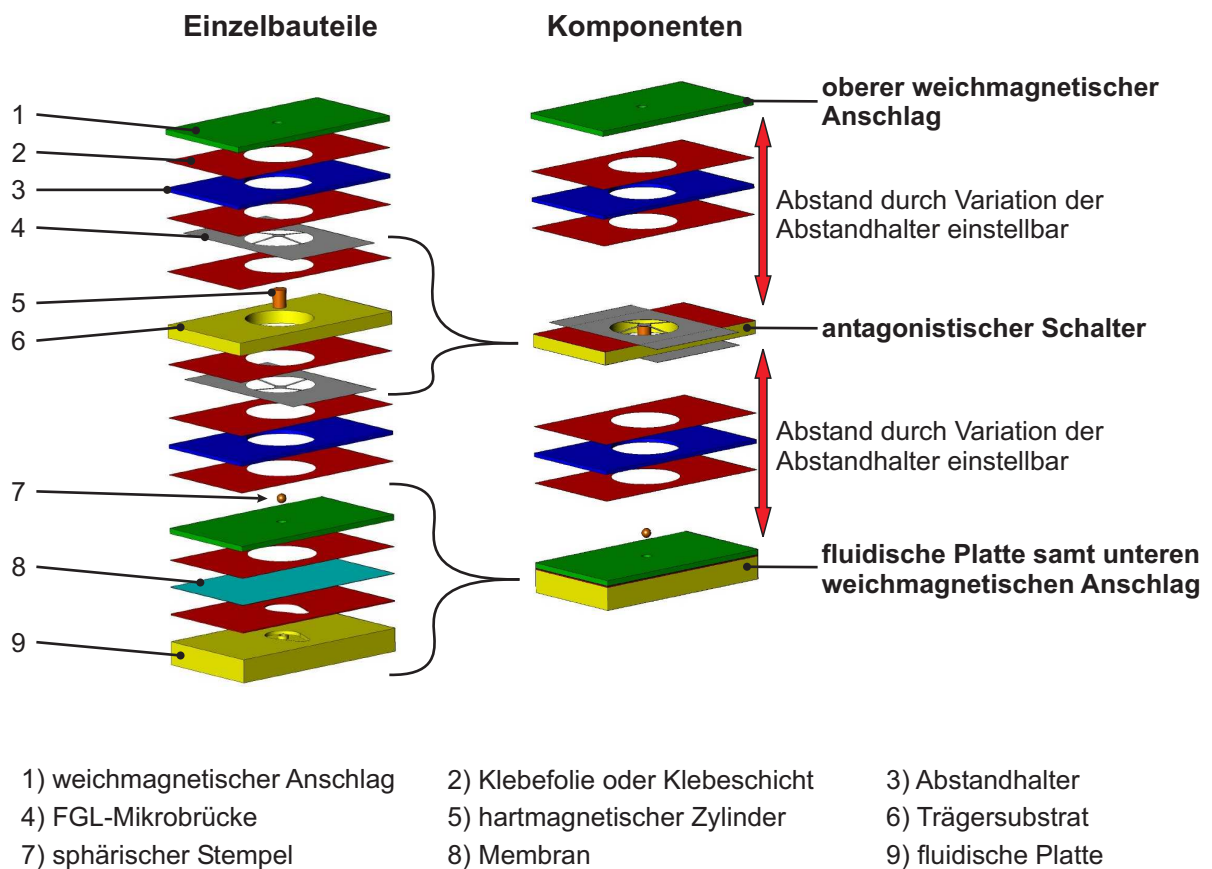 Einzelbauteile
Komponenten
1
2
3
4
5
6
7
8
9
oberer weichmagnetischer
Anschlag
Abstand durch Variation der
Abstandhalter einstellbar
antagonistischer Schalter
Abstand durch Variation der
Abstandhalter einstellbar
fluidische Platte samt unteren
weichmagnetischen Anschlag
1) weichmagnetischer Anschlag
2) Klebefolie oder Klebeschicht
3) Abstandhalter
4) FGL-Mikrobrücke
5) hartmagnetischer Zylinder
6) Trägersubstrat
7) sphärischer Stempel
8) Membran
9) fluidische Platte